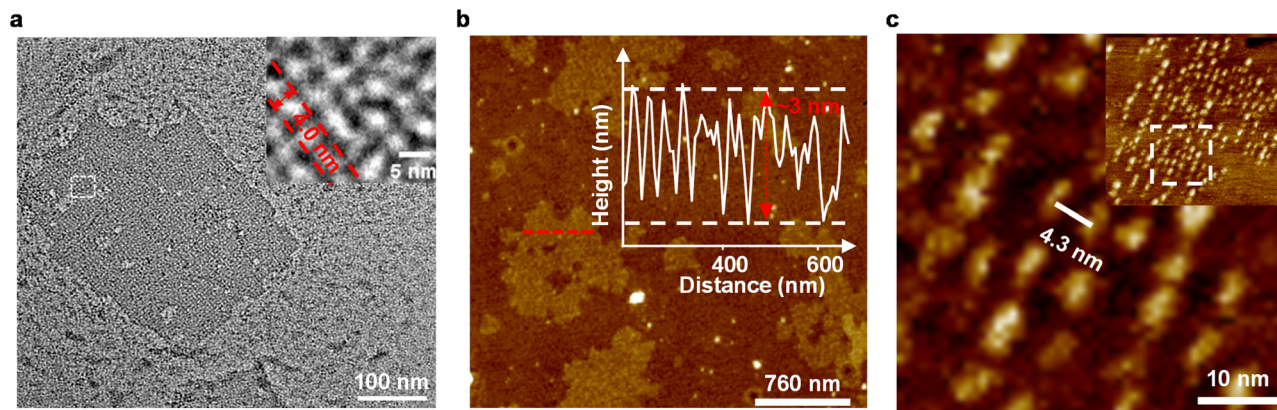 a
4.0 nm
5 nm
100 nm
b
Height (nm)
~3 nm
400 600
Distance (nm)
760 nm
c
4.3 nm
10 nm